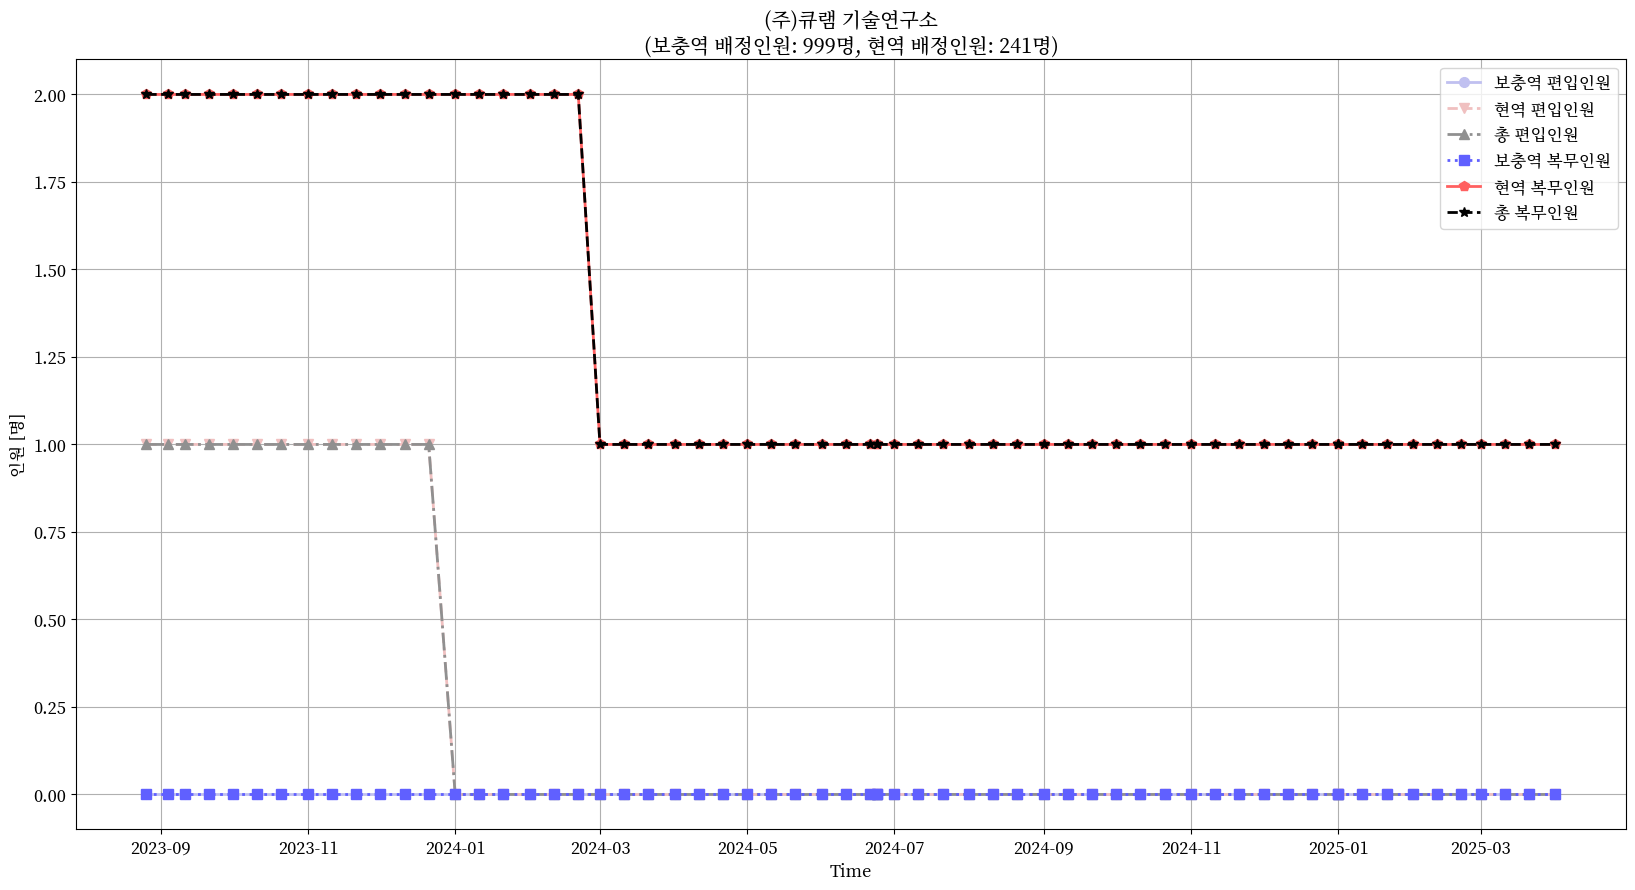 (주)큐램 기술연구소
(보충역 배정인원: 999명, 현역 배정인원: 241명)
보충역 편입인원
현역 편입인원
총 편입인원
보충역 복무인원
현역 복무인원
총 복무인원
인원 [명]
2.00
1.75
1.50
1.25
1.00
0.75
0.50
0.25
0.00
2023-09 2023-11 2024-01 2024-03 2024-05 2024-07 2024-09 2024-11 2025-01 2025-03
Time